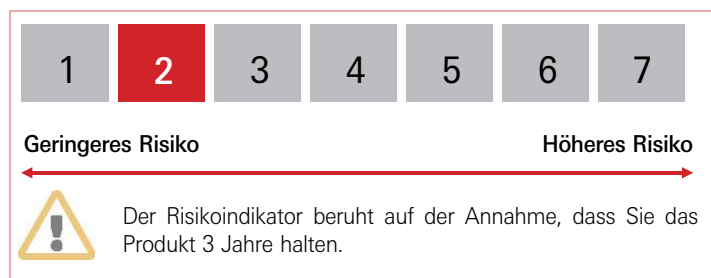 1 2 3 4 5 6 7
Geringeres Risiko Höheres Risiko
Der Risikoindikator beruht auf der Annahme, dass Sie das
Produkt 3 Jahre halten.